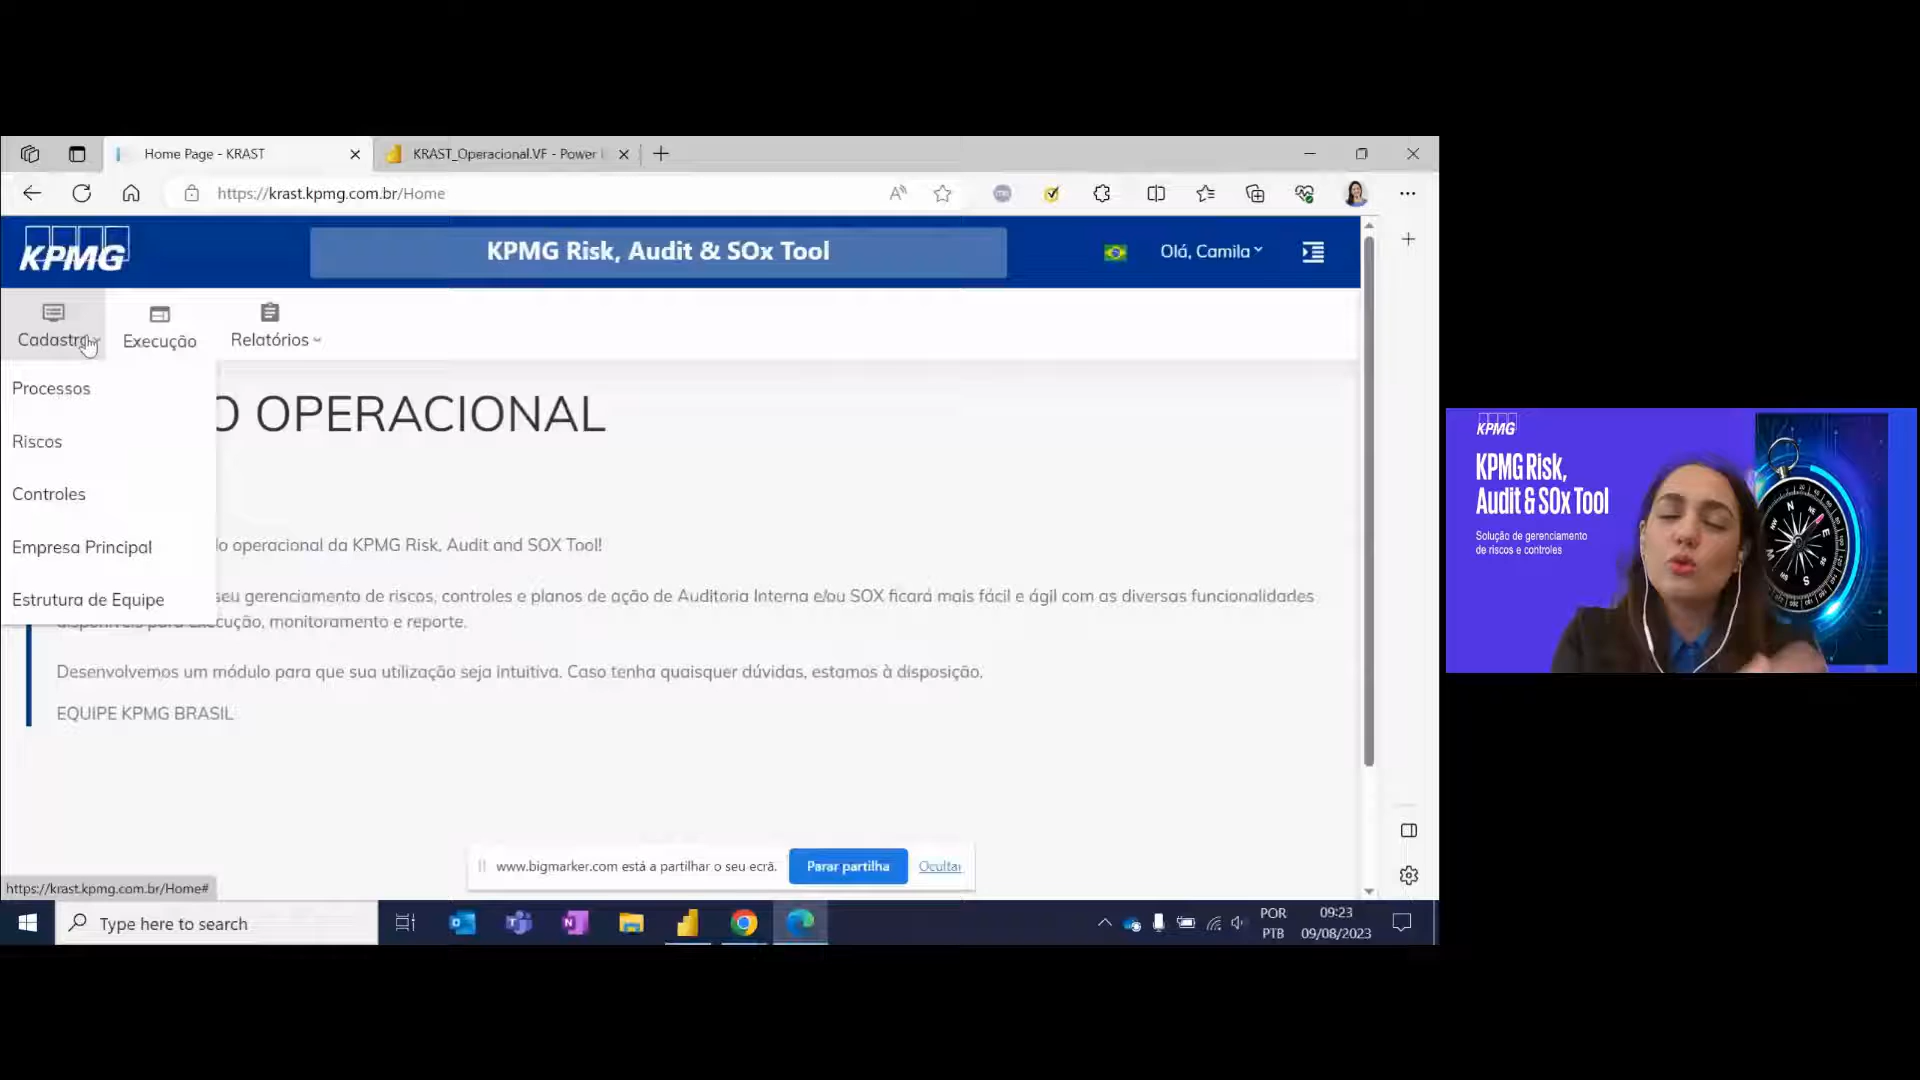 Home Page - KRAST
KRAST_Operacional.VF - Power
https://krast.kpmg.com.br/Home
KPMG
KPMG Risk, Audit & SOx Tool
Olá, Camila
Cadastro
Execução
Relatórios
Processos
Riscos
Controles
Empresa Principal
Estrutura de Equipe
O OPERACIONAL
lo operacional da KPMG Risk, Audit and SOX Tool!
seu gerenciamento de riscos, controles e planos de ação de Auditoria Interna e/ou SOX ficará mais fácil e ágil com as diversas funcionalidades
disponíveis para execução, monitoramento e reporte.
Desenvolvemos um módulo para que sua utilização seja intuitiva. Caso tenha quaisquer dúvidas, estamos à disposição.
EQUIPE KPMG BRASIL
www.bigmarker.com está a partilhar o seu ecrã.
Parar partilha
Ocultar
https://krast.kpmg.com.br/Home#
Type here to search
POR
PTB
09:23
09/08/2023
KPMG
KPMG Risk,
Audit & SOx Tool
Solução de gerenciamento
de riscos e controles
N
NE
E
S
M
NW